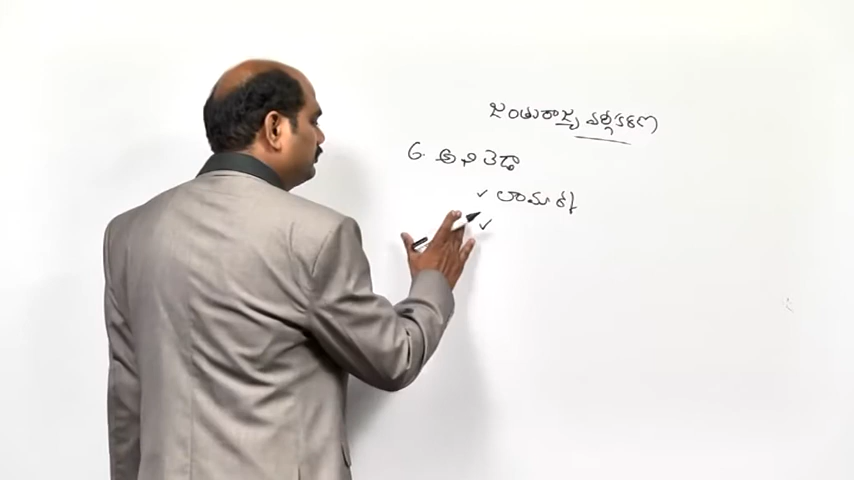 జంతురాజ్య వర్గీకరణ
6. అనిలెడా
✓ లామార్క్
✓